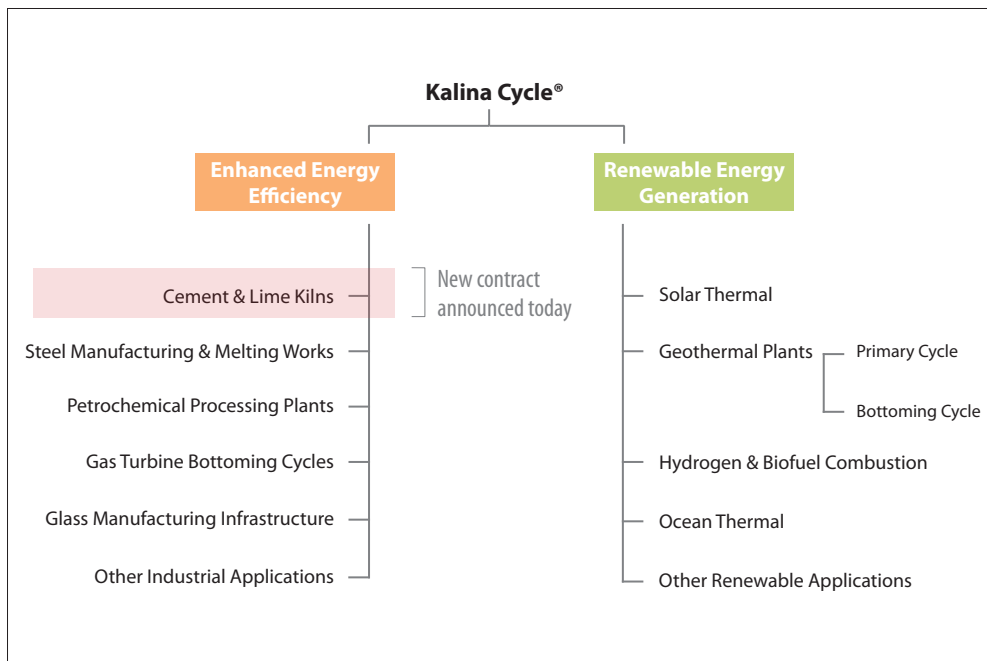 Kalina Cycle®
Enhanced Energy
Efficiency
Cement & Lime Kilns
New contract
announced today
Steel Manufacturing & Melting Works
Petrochemical Processing Plants
Gas Turbine Bottoming Cycles
Glass Manufacturing Infrastructure
Other Industrial Applications
Renewable Energy
Generation
Solar Thermal
Geothermal Plants
Primary Cycle
Bottoming Cycle
Hydrogen & Biofuel Combustion
Ocean Thermal
Other Renewable Applications